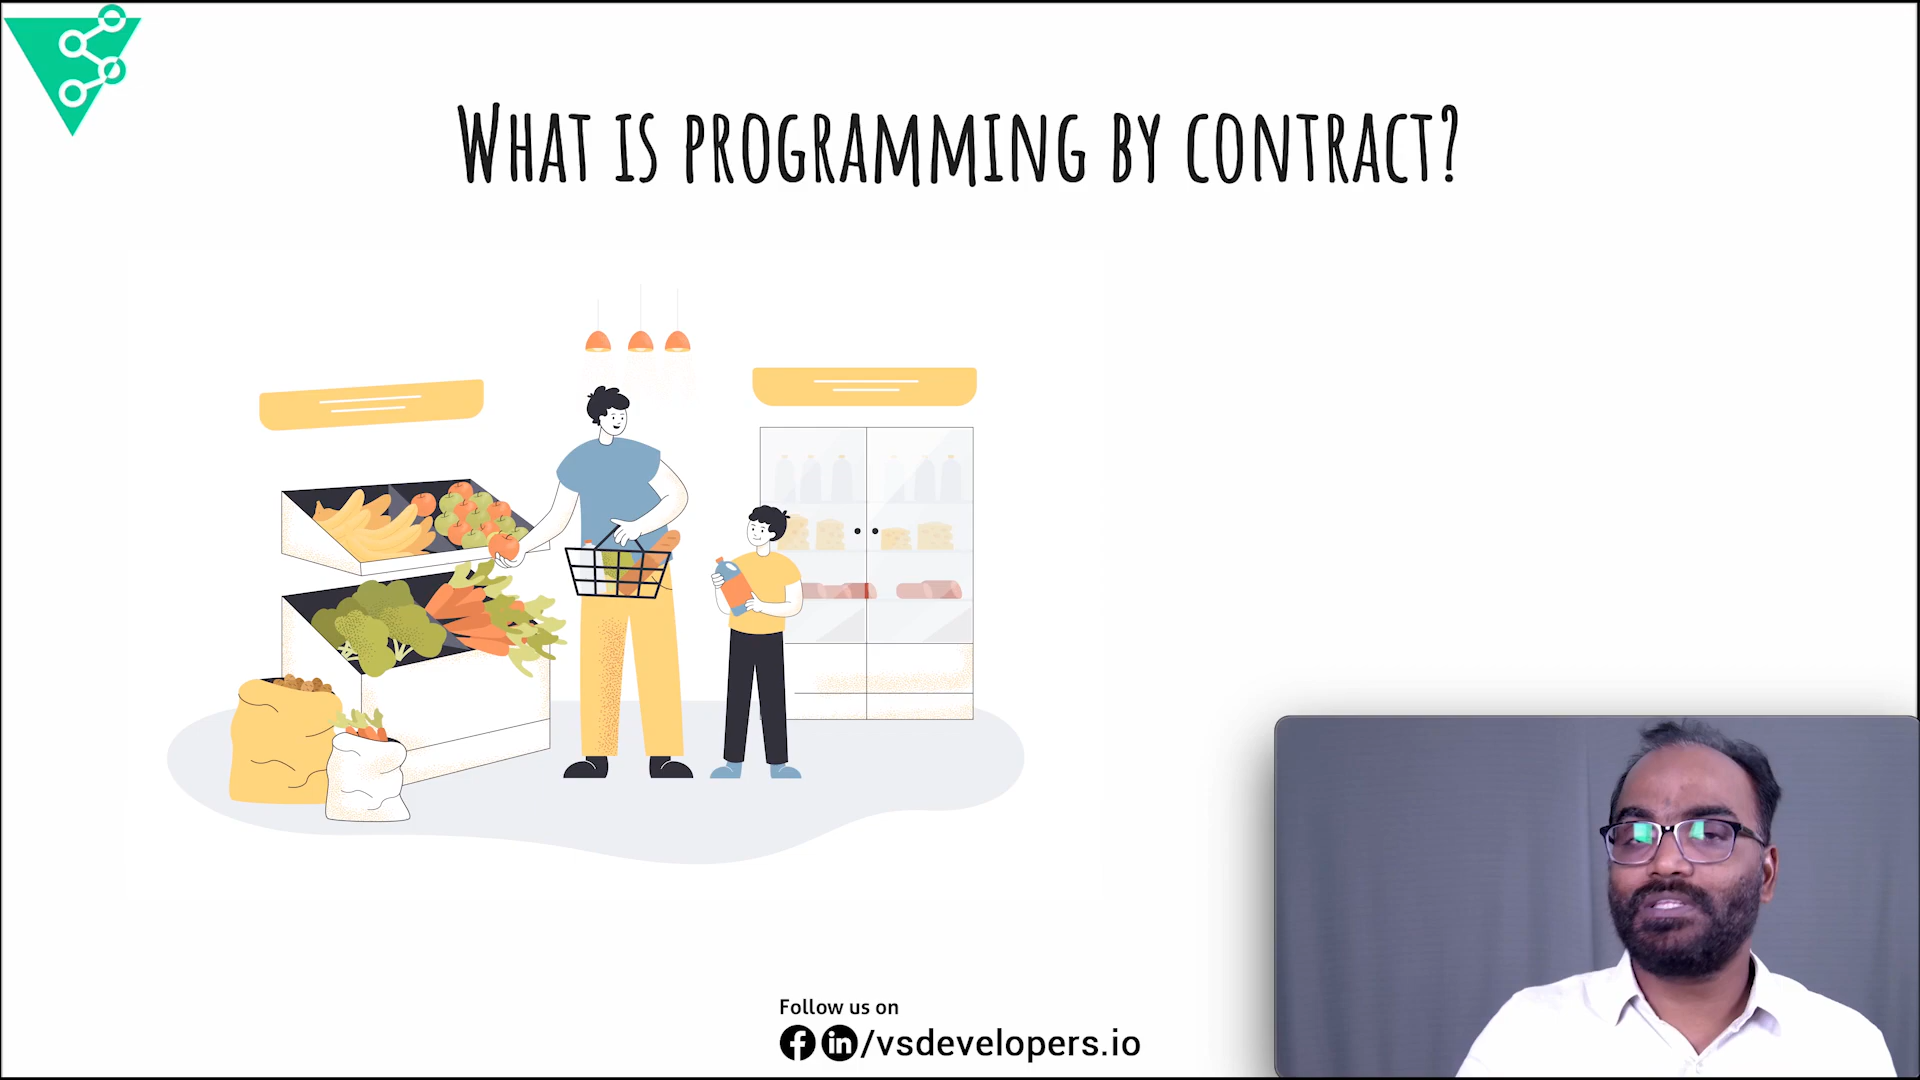 WHAT IS PROGRAMMING BY CONTRACT?
Follow us on
/vsdevelopers.io